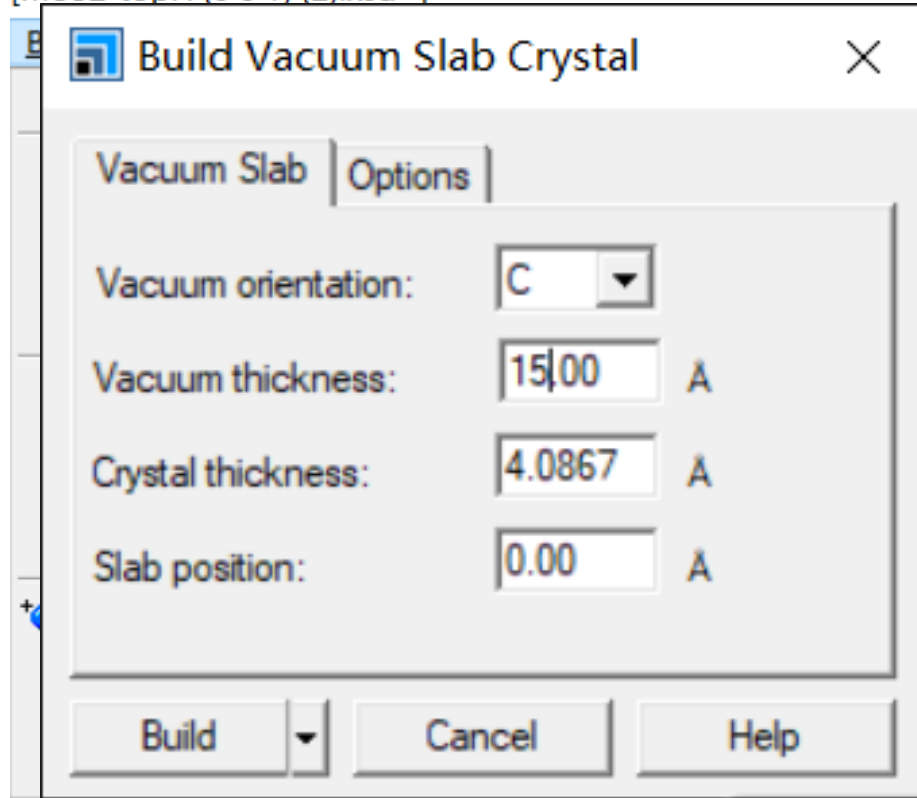 Build Vacuum Slab Crystal
Vacuum Slab
Options
Vacuum orientation: C
Vacuum thickness: 15.00 Å
Crystal thickness: 4.0867 Å
Slab position: 0.00 Å
Build
Cancel
Help